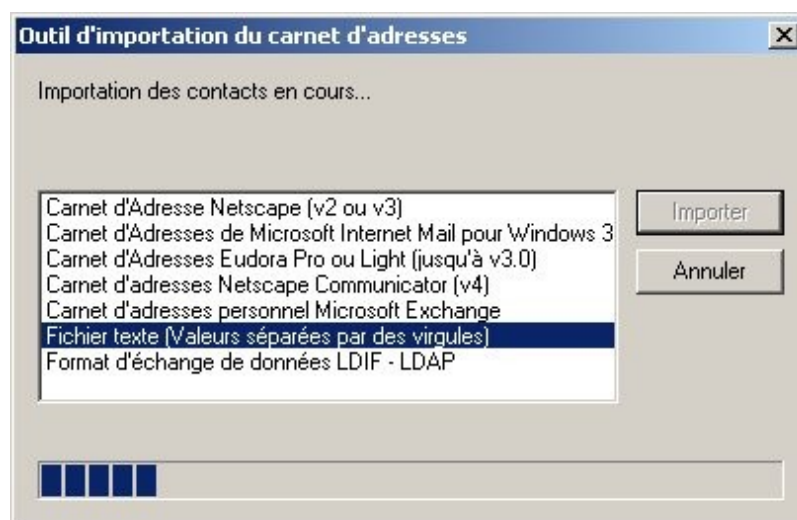 Outil d'importation du carnet d'adresses
Importation des contacts en cours...
Carnet d'Adresse Netscape (v2 ou v3)
Carnet d'Adresses de Microsoft Internet Mail pour Windows 3
Carnet d'Adresses Eudora Pro ou Light (jusqu'à v3.0)
Carnet d'adresses Netscape Communicator (v4)
Carnet d'adresses personnel Microsoft Exchange
Fichier texte (Valeurs séparées par des virgules)
Format d'échange de données LDIF - LDAP
Importer
Annuler